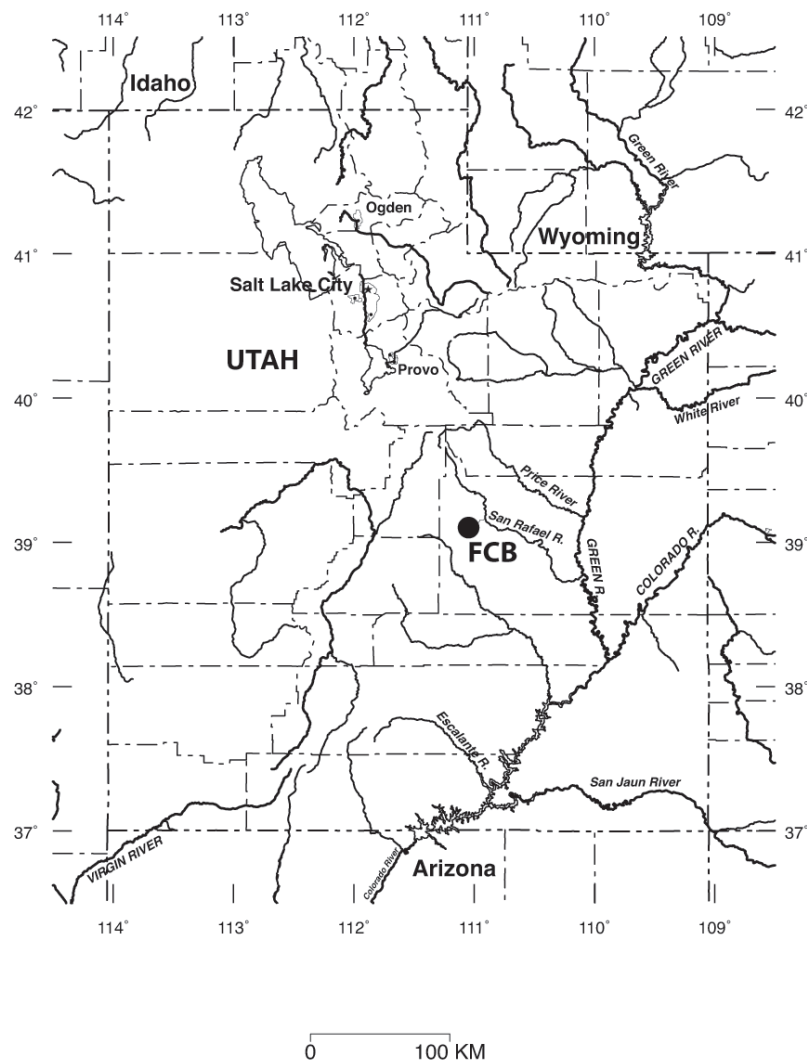 114° 113° 112° 111° 110° 109°
Idaho
42° 42°
Green River
Ogden
Wyoming
41° 41°
Salt Lake City
UTAH
GREEN RIVER
Provo
40° 40°
White River
Price River
San Rafael R.
39° 39°
FCB
GREEN R.
COLORADO R.
38° 38°
Escalante R.
San Jaun River
37° 37°
VIRGIN RIVER
Colorado River
Arizona
114° 113° 112° 111° 110° 109°
0 100 KM